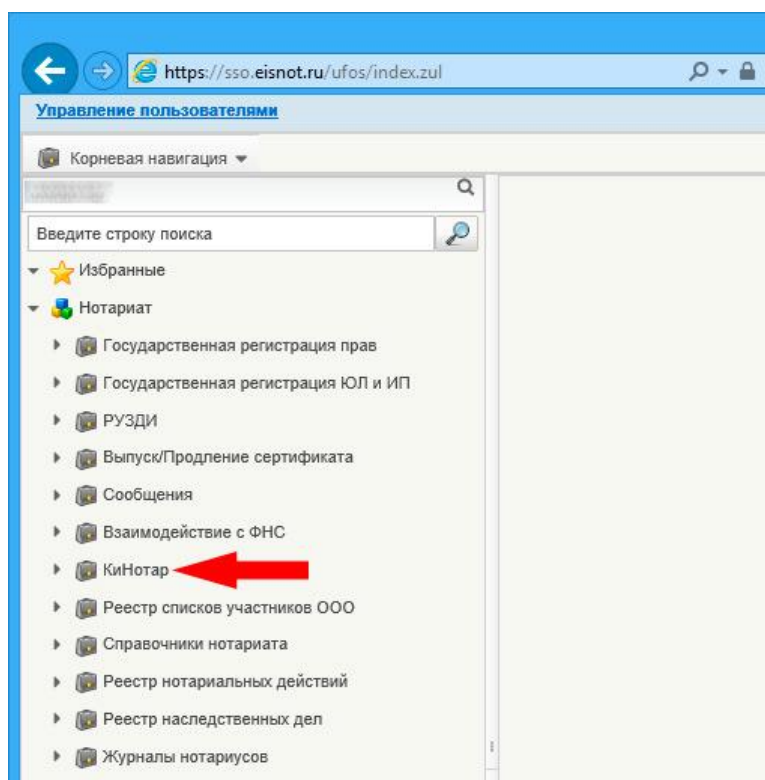 https://sso.eisnot.ru/ufos/index.zul
Управление пользователями
Корневая навигация
Введите строку поиска
Избранные
Нотариат
Государственная регистрация прав
Государственная регистрация ЮЛ и ИП
РУЗДИ
Выпуск/Продление сертификата
Сообщения
Взаимодействие с ФНС
КиНотар
Реестр списков участников ООО
Справочники нотариата
Реестр нотариальных действий
Реестр наследственных дел
Журналы нотариусов